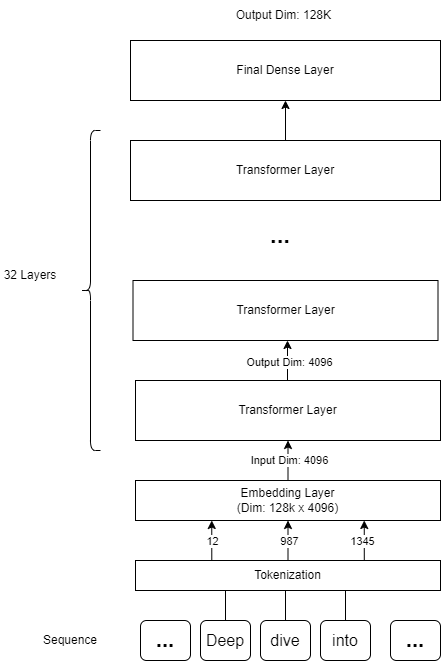 Output Dim: 128K
Final Dense Layer
Transformer Layer
...
32 Layers
Transformer Layer
Output Dim: 4096
Transformer Layer
Input Dim: 4096
Embedding Layer
(Dim: 128k x 4096)
12 987 1345
Tokenization
Sequence ... Deep dive into ...